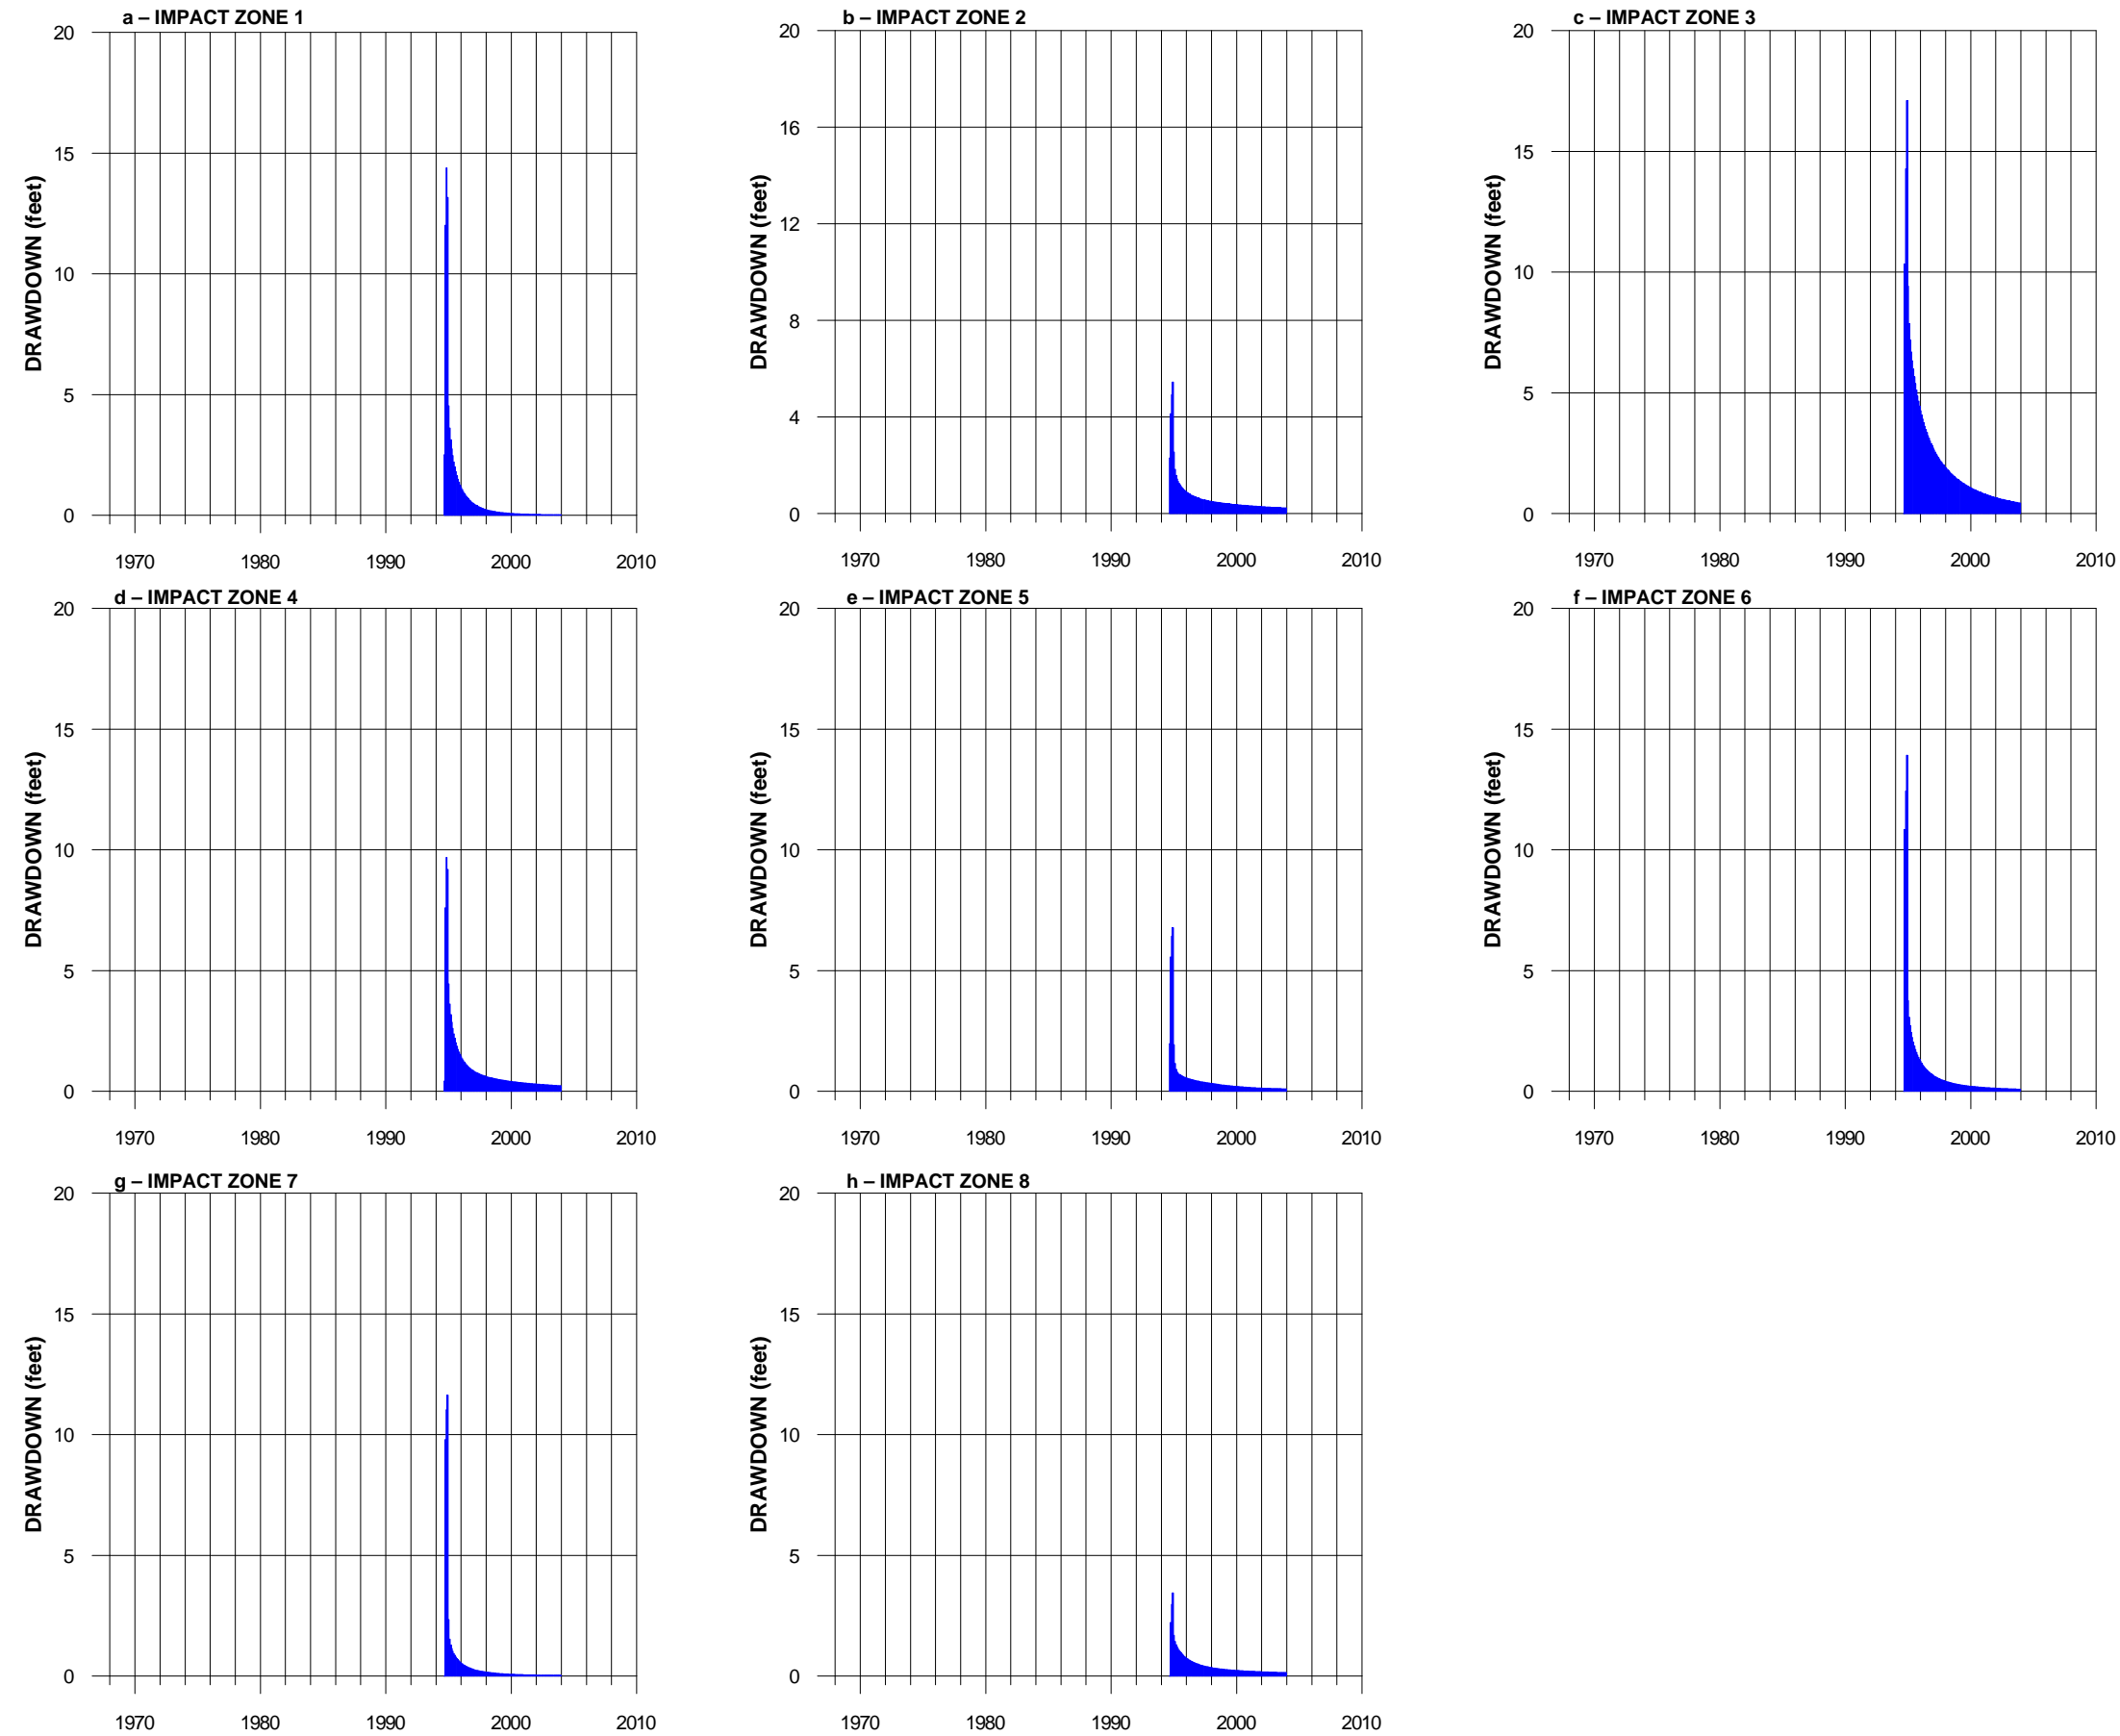 a – IMPACT ZONE 1
b – IMPACT ZONE 2
c – IMPACT ZONE 3
DRAWDOWN (feet)
20
15
10
5
0
1970 1980 1990 2000 2010
DRAWDOWN (feet)
20
16
12
8
4
0
1970 1980 1990 2000 2010
DRAWDOWN (feet)
20
15
10
5
0
1970 1980 1990 2000 2010
d – IMPACT ZONE 4
e – IMPACT ZONE 5
f – IMPACT ZONE 6
DRAWDOWN (feet)
20
15
10
5
0
1970 1980 1990 2000 2010
DRAWDOWN (feet)
20
15
10
5
0
1970 1980 1990 2000 2010
DRAWDOWN (feet)
20
15
10
5
0
1970 1980 1990 2000 2010
g – IMPACT ZONE 7
h – IMPACT ZONE 8
DRAWDOWN (feet)
20
15
10
5
0
1970 1980 1990 2000 2010
DRAWDOWN (feet)
20
15
10
5
0
1970 1980 1990 2000 2010